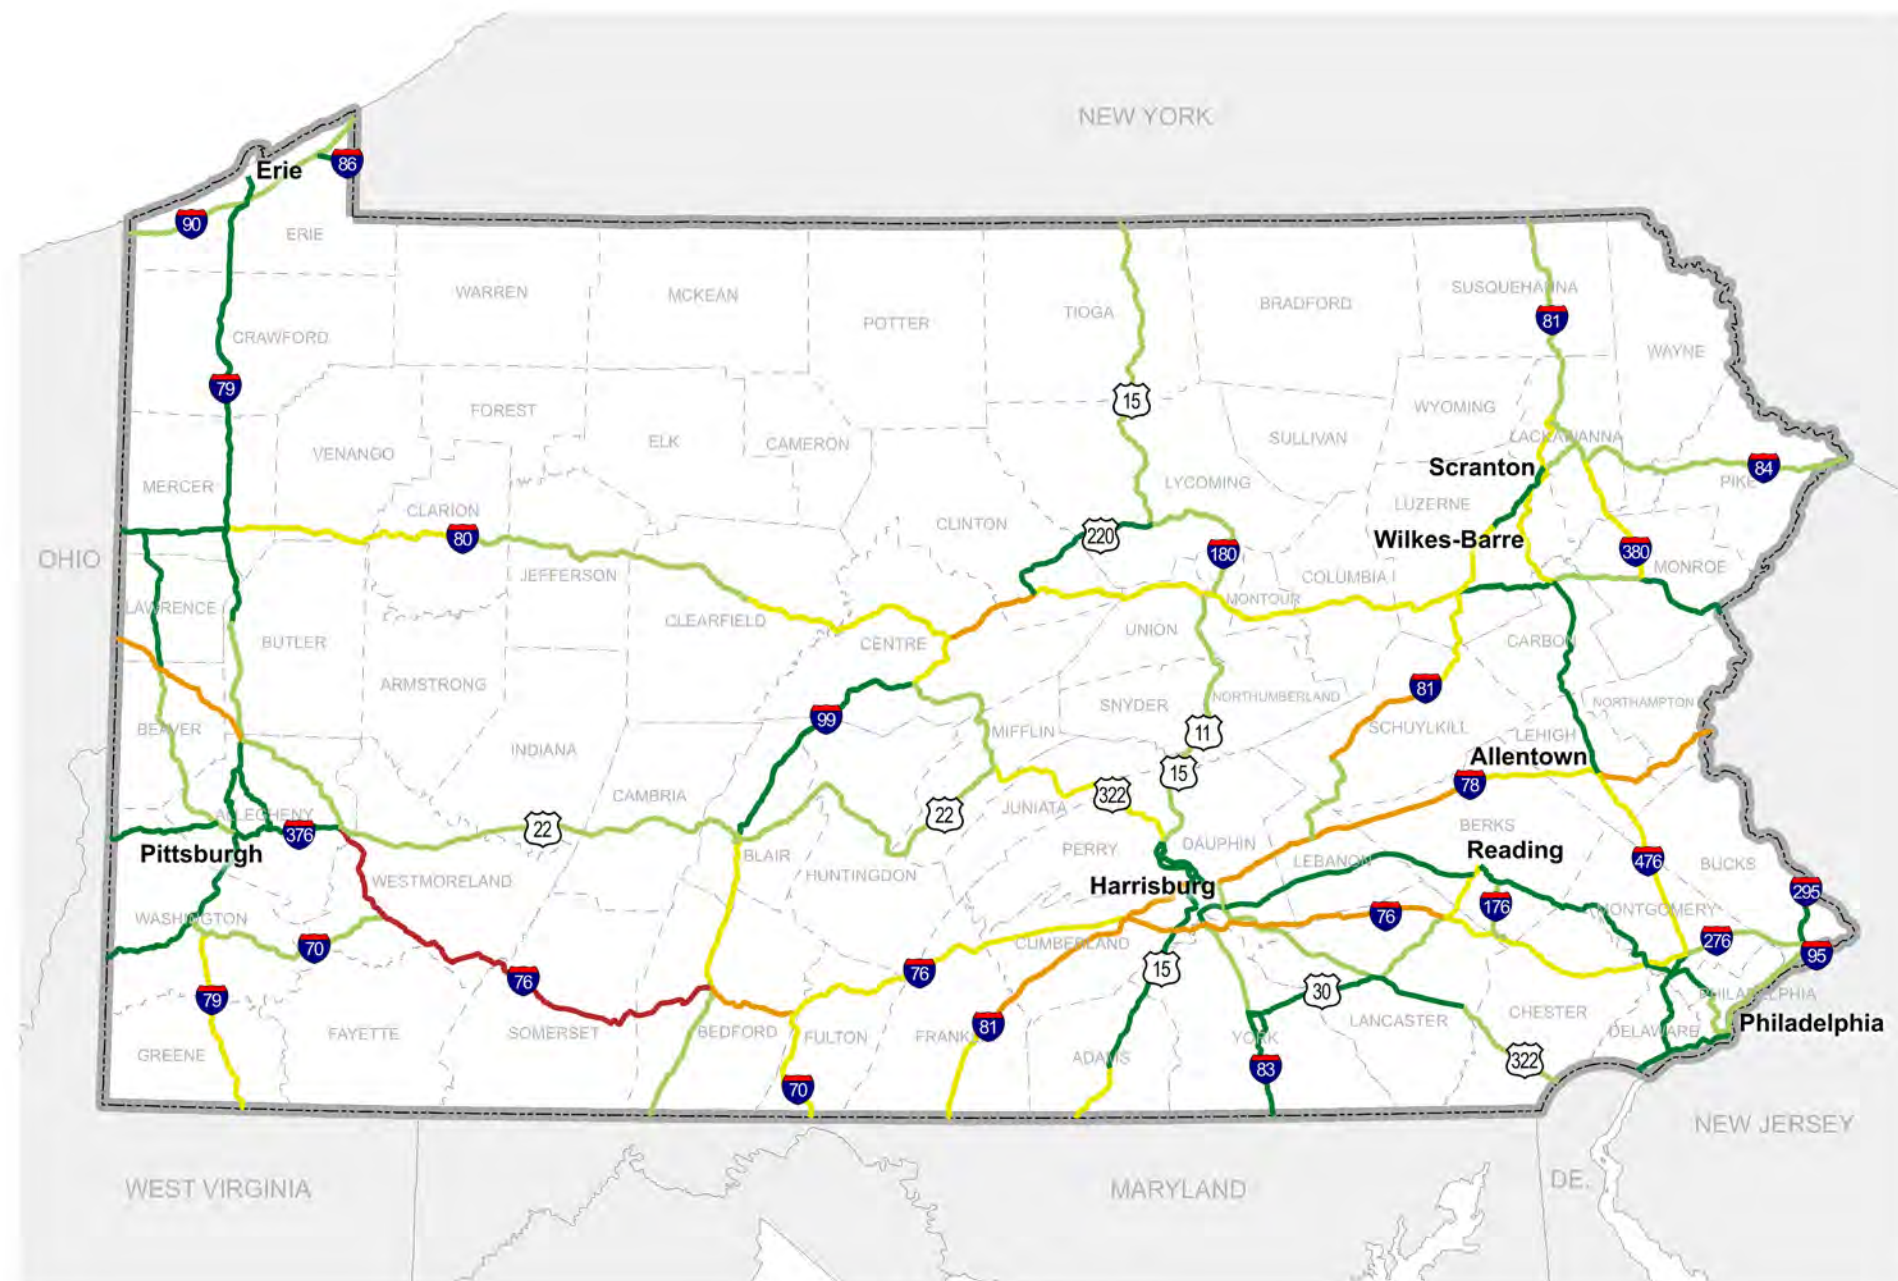 NEW YORK
86
Erie
90
ERIE
WARREN
MCKEAN
POTTER
TIOGA
BRADFORD
SUSQUEHANNA
81
CRAWFORD
WAYNE
79
15
FOREST
WYOMING
ELK
CAMERON
SULLIVAN
LACKAWANNA
VENANGO
Scranton
84
PIKE
MERCER
LYCOMING
LUZERNE
CLARION
CLINTON
80
220
Wilkes-Barre
180
380
OHIO
JEFFERSON
COLUMBIA
MONROE
LAWRENCE
MONTOUR
CLEARFIELD
UNION
BUTLER
CENTRE
CARBON
ARMSTRONG
81
SNYDER
NORTHUMBERLAND
NORTHAMPTON
99
BEAVER
MIFFLIN
11
SCHUYLKILL
LEHIGH
INDIANA
Allentown
15
78
CAMBRIA
322
JUNIATA
ALLEGHENY
22
22
376
BERKS
PERRY
DAUPHIN
Reading
Pittsburgh
BLAIR
LEBANON
476
BUCKS
HUNTINGDON
WESTMORELAND
Harrisburg
295
176
WASHINGTON
76
MONTGOMERY
70
CUMBERLAND
276
95
76
76
15
79
30
PHILADELPHIA
FAYETTE
SOMERSET
BEDFORD
FULTON
FRANK
81
LANCASTER
CHESTER
DELAWARE
Philadelphia
GREENE
ADAMS
YORK
322
83
70
NEW JERSEY
WEST VIRGINIA
MARYLAND
DE.